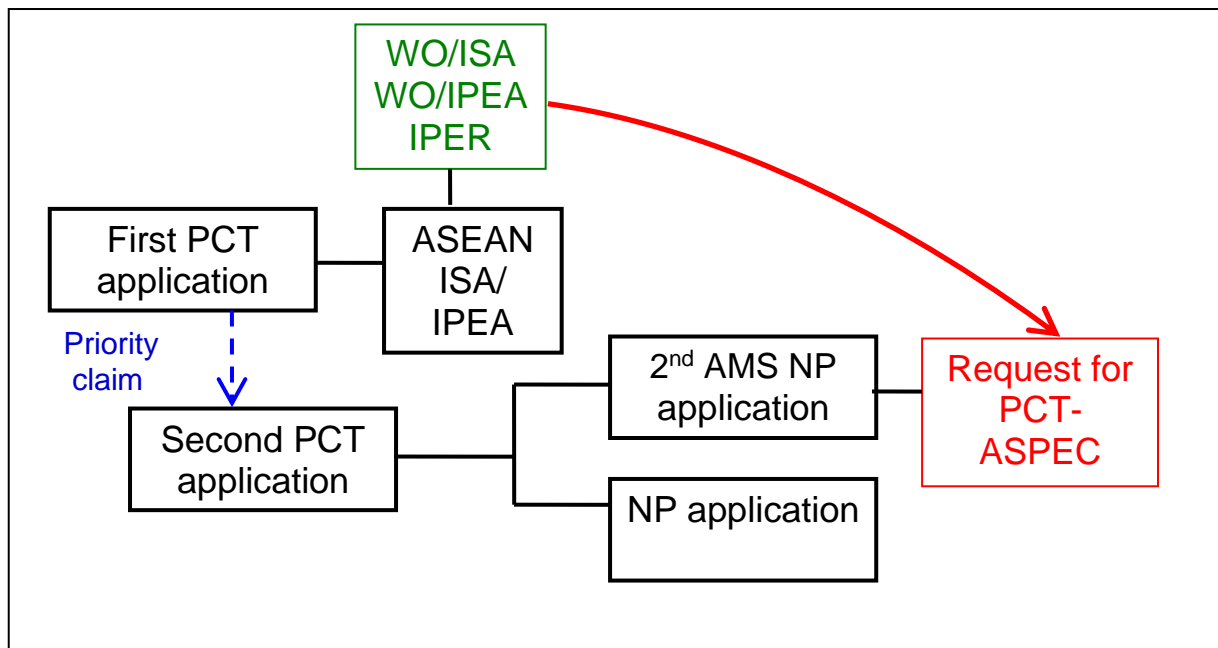 WO/ISA
WO/IPEA
IPER
First PCT
application
ASEAN
ISA/
IPEA
Priority
claim
Second PCT
application
2nd AMS NP
application
Request for
PCT-
ASPEC
NP application